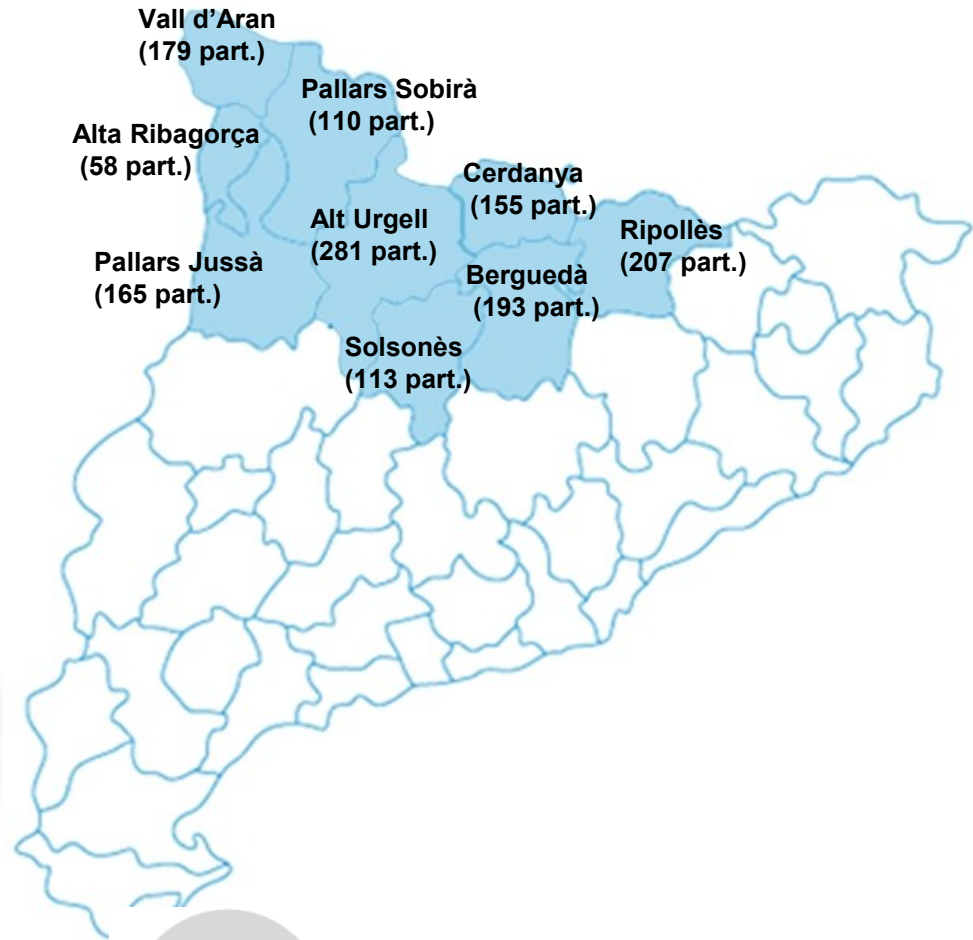 Vall d’Aran
(179 part.)
Pallars Sobirà
(110 part.)
Alta Ribagorça
(58 part.)
Cerdanya
(155 part.)
Alt Urgell
(281 part.)
Ripollès
(207 part.)
Pallars Jussà
(165 part.)
Berguedà
(193 part.)
Solsonès
(113 part.)